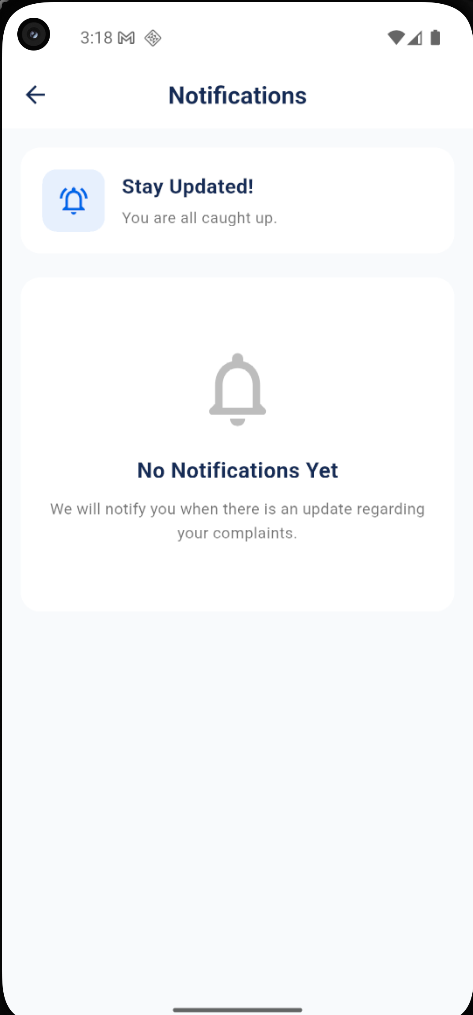 3:18
Notifications
Stay Updated!
You are all caught up.
No Notifications Yet
We will notify you when there is an update regarding
your complaints.